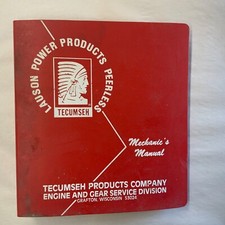 LAUSON POWER PRODUCTS PEERLESS
TECUMSEH
Mechanic's
Manual
TECUMSEH PRODUCTS COMPANY
ENGINE AND GEAR SERVICE DIVISION
GRAFTON, WISCONSIN 53024